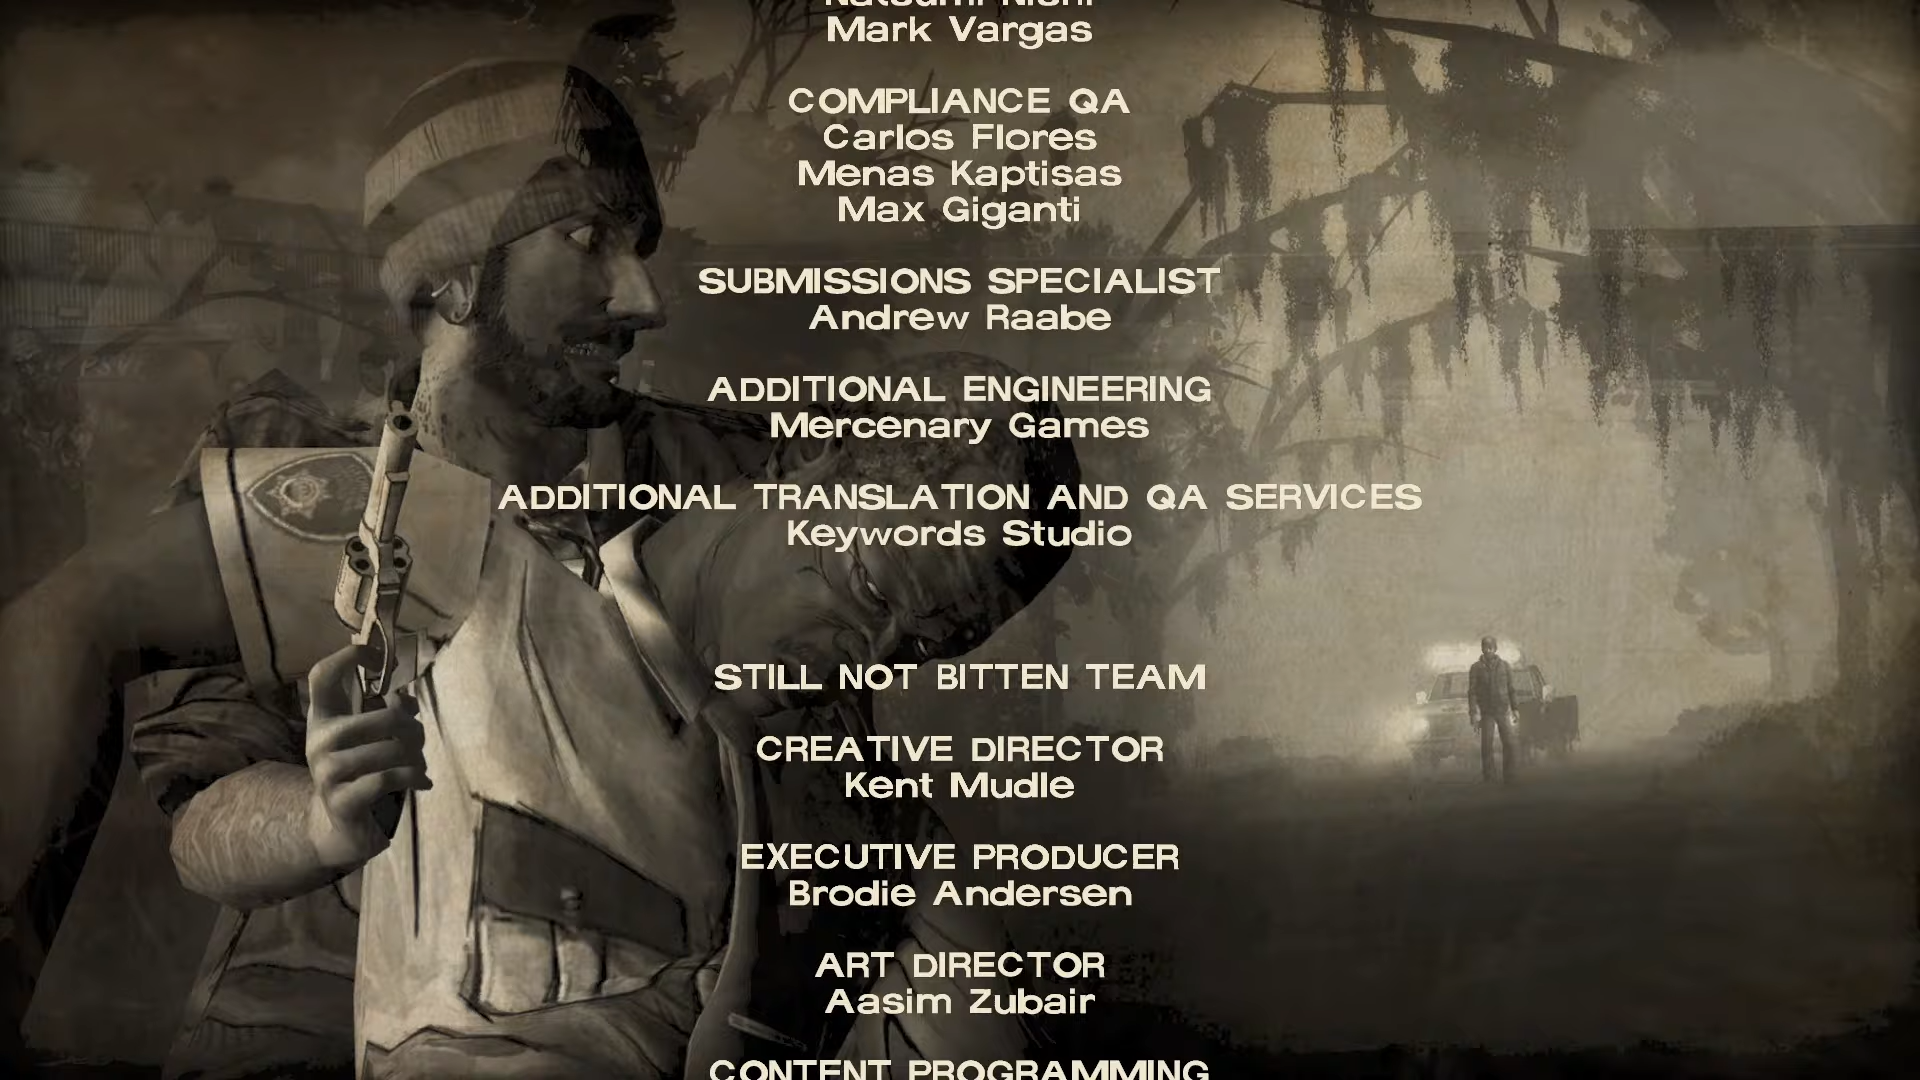 Natsumi Nishi
Mark Vargas
COMPLIANCE QA
Carlos Flores
Menas Kaptisas
Max Giganti
SUBMISSIONS SPECIALIST
Andrew Raabe
ADDITIONAL ENGINEERING
Mercenary Games
ADDITIONAL TRANSLATION AND QA SERVICES
Keywords Studio
STILL NOT BITTEN TEAM
CREATIVE DIRECTOR
Kent Mudle
EXECUTIVE PRODUCER
Brodie Andersen
ART DIRECTOR
Aasim Zubair
CONTENT PROGRAMMING